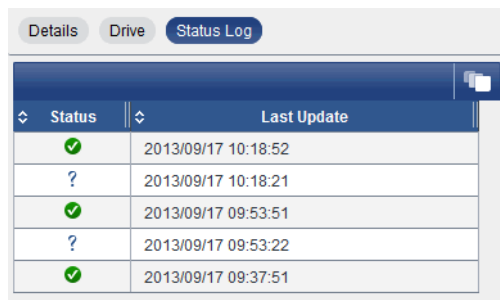 Details Drive Status Log
Status Last Update
2013/09/17 10:18:52
? 2013/09/17 10:18:21
2013/09/17 09:53:51
? 2013/09/17 09:53:22
2013/09/17 09:37:51